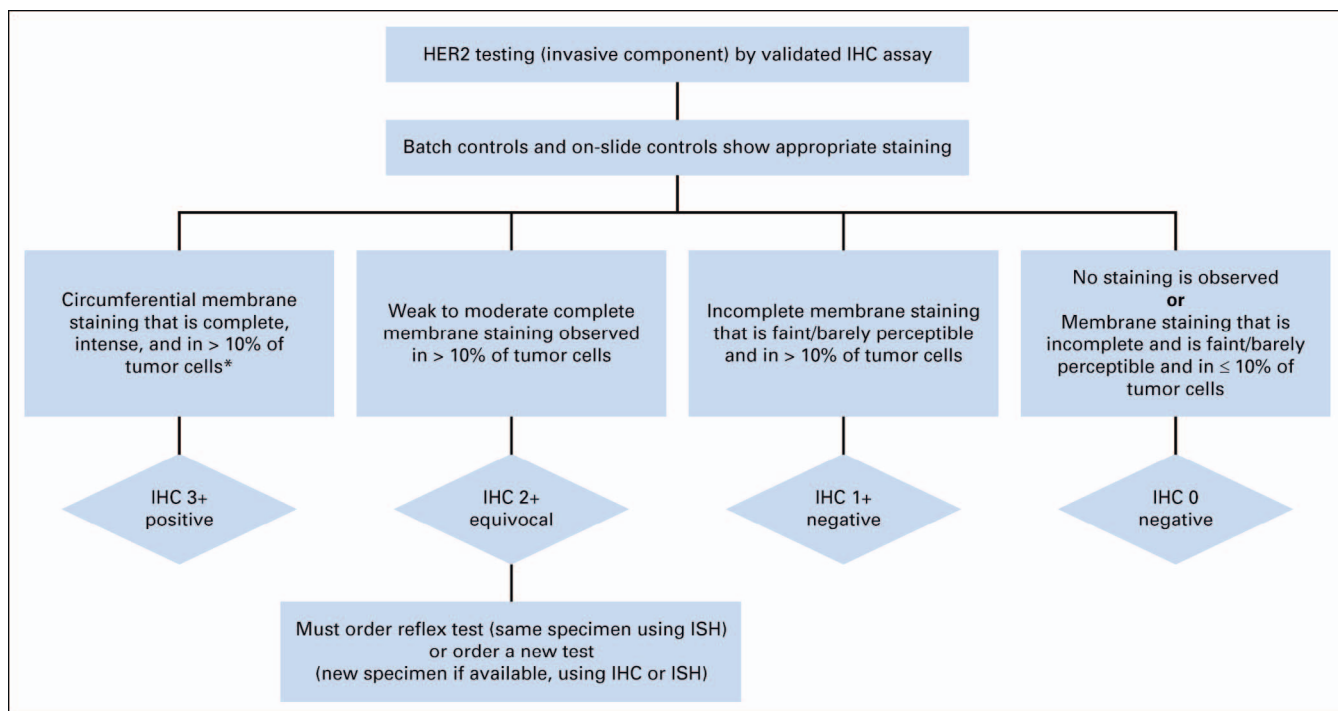 HER2 testing (invasive component) by validated IHC assay
Batch controls and on-slide controls show appropriate staining
Circumferential membrane
staining that is complete,
intense, and in > 10% of
tumor cells*
Weak to moderate complete
membrane staining observed
in > 10% of tumor cells
Incomplete membrane staining
that is faint/barely perceptible
and in > 10% of tumor cells
No staining is observed
or
Membrane staining that is
incomplete and is faint/barely
perceptible and in ≤ 10% of
tumor cells
IHC 3+
positive
IHC 2+
equivocal
IHC 1+
negative
IHC 0
negative
Must order reflex test (same specimen using ISH)
or order a new test
(new specimen if available, using IHC or ISH)